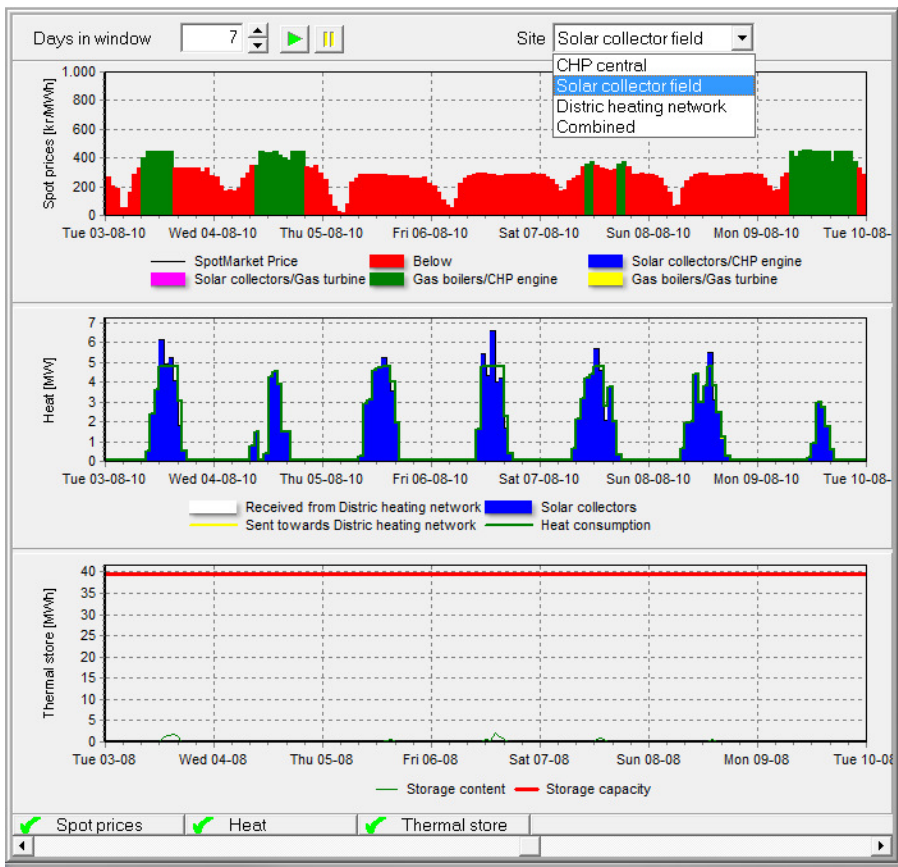 Days in window 7 Site Solar collector field
CHP central
Solar collector field
Distric heating network
Combined
Spot prices [kr/MWh]
1.000
800
600
400
200
0
Tue 03-08-10 Wed 04-08-10 Thu 05-08-10 Fri 06-08-10 Sat 07-08-10 Sun 08-08-10 Mon 09-08-10 Tue 10-08-
SpotMarket Price Below Solar collectors/CHP engine
Solar collectors/Gas turbine Gas boilers/CHP engine Gas boilers/Gas turbine
Heat [MW]
7
6
5
4
3
2
1
0
Tue 03-08-10 Wed 04-08-10 Thu 05-08-10 Fri 06-08-10 Sat 07-08-10 Sun 08-08-10 Mon 09-08-10 Tue 10-08-
Received from Distric heating network Solar collectors
Sent towards Distric heating network Heat consumption
Thermal store [MWh]
40
35
30
25
20
15
10
5
0
Tue 03-08 Wed 04-08 Thu 05-08 Fri 06-08 Sat 07-08 Sun 08-08 Mon 09-08 Tue 10-08
Storage content Storage capacity
Spot prices Heat Thermal store